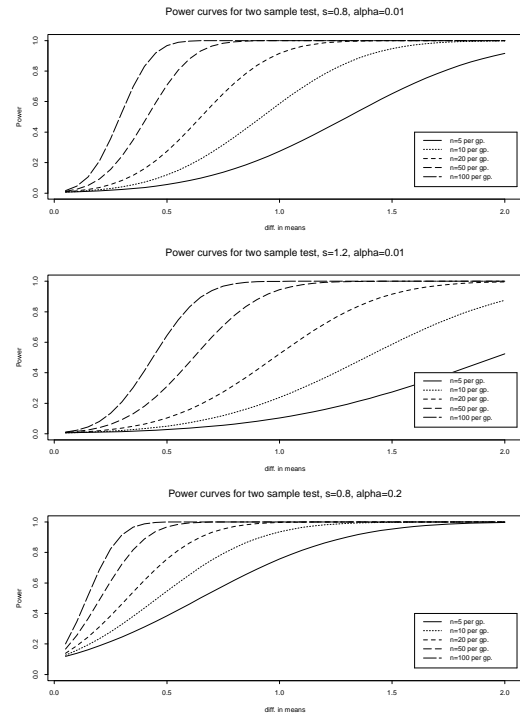 Power curves for two sample test, s=0.8, alpha=0.01
Power
1.0
0.8
0.6
0.4
0.2
0.0
n=5 per gp.
n=10 per gp.
n=20 per gp.
n=50 per gp.
n=100 per gp.
0.0 0.5 1.0 1.5 2.0
diff. in means
Power curves for two sample test, s=1.2, alpha=0.01
Power
1.0
0.8
0.6
0.4
0.2
0.0
n=5 per gp.
n=10 per gp.
n=20 per gp.
n=50 per gp.
n=100 per gp.
0.0 0.5 1.0 1.5 2.0
diff. in means
Power curves for two sample test, s=0.8, alpha=0.2
Power
1.0
0.8
0.6
0.4
0.2
0.0
n=5 per gp.
n=10 per gp.
n=20 per gp.
n=50 per gp.
n=100 per gp.
0.0 0.5 1.0 1.5 2.0
diff. in means